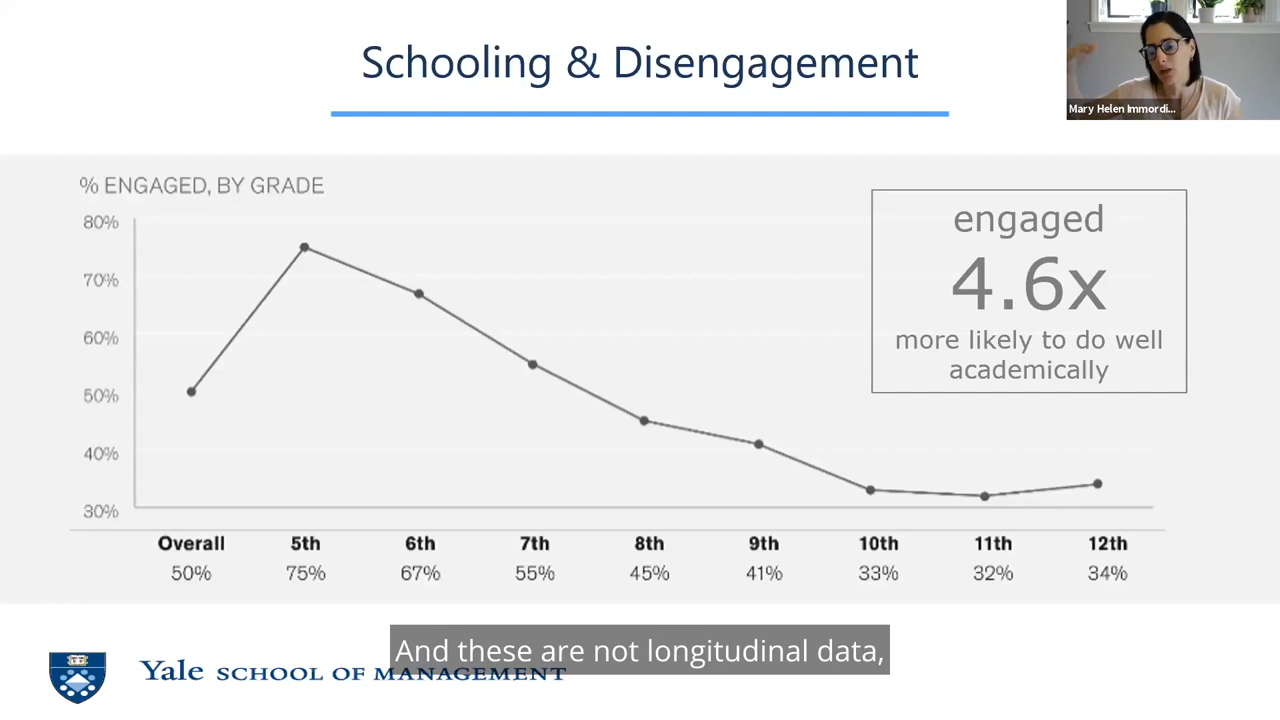 Schooling & Disengagement
Mary Helen Immordi...
% ENGAGED, BY GRADE
80%
70%
60%
50%
40%
30%
engaged
4.6x
more likely to do well
academically
Overall 5th 6th 7th 8th 9th 10th 11th 12th
50% 75% 67% 55% 45% 41% 33% 32% 34%
And these are not longitudinal data,
Yale SCHOOL OF MANAGEMENT